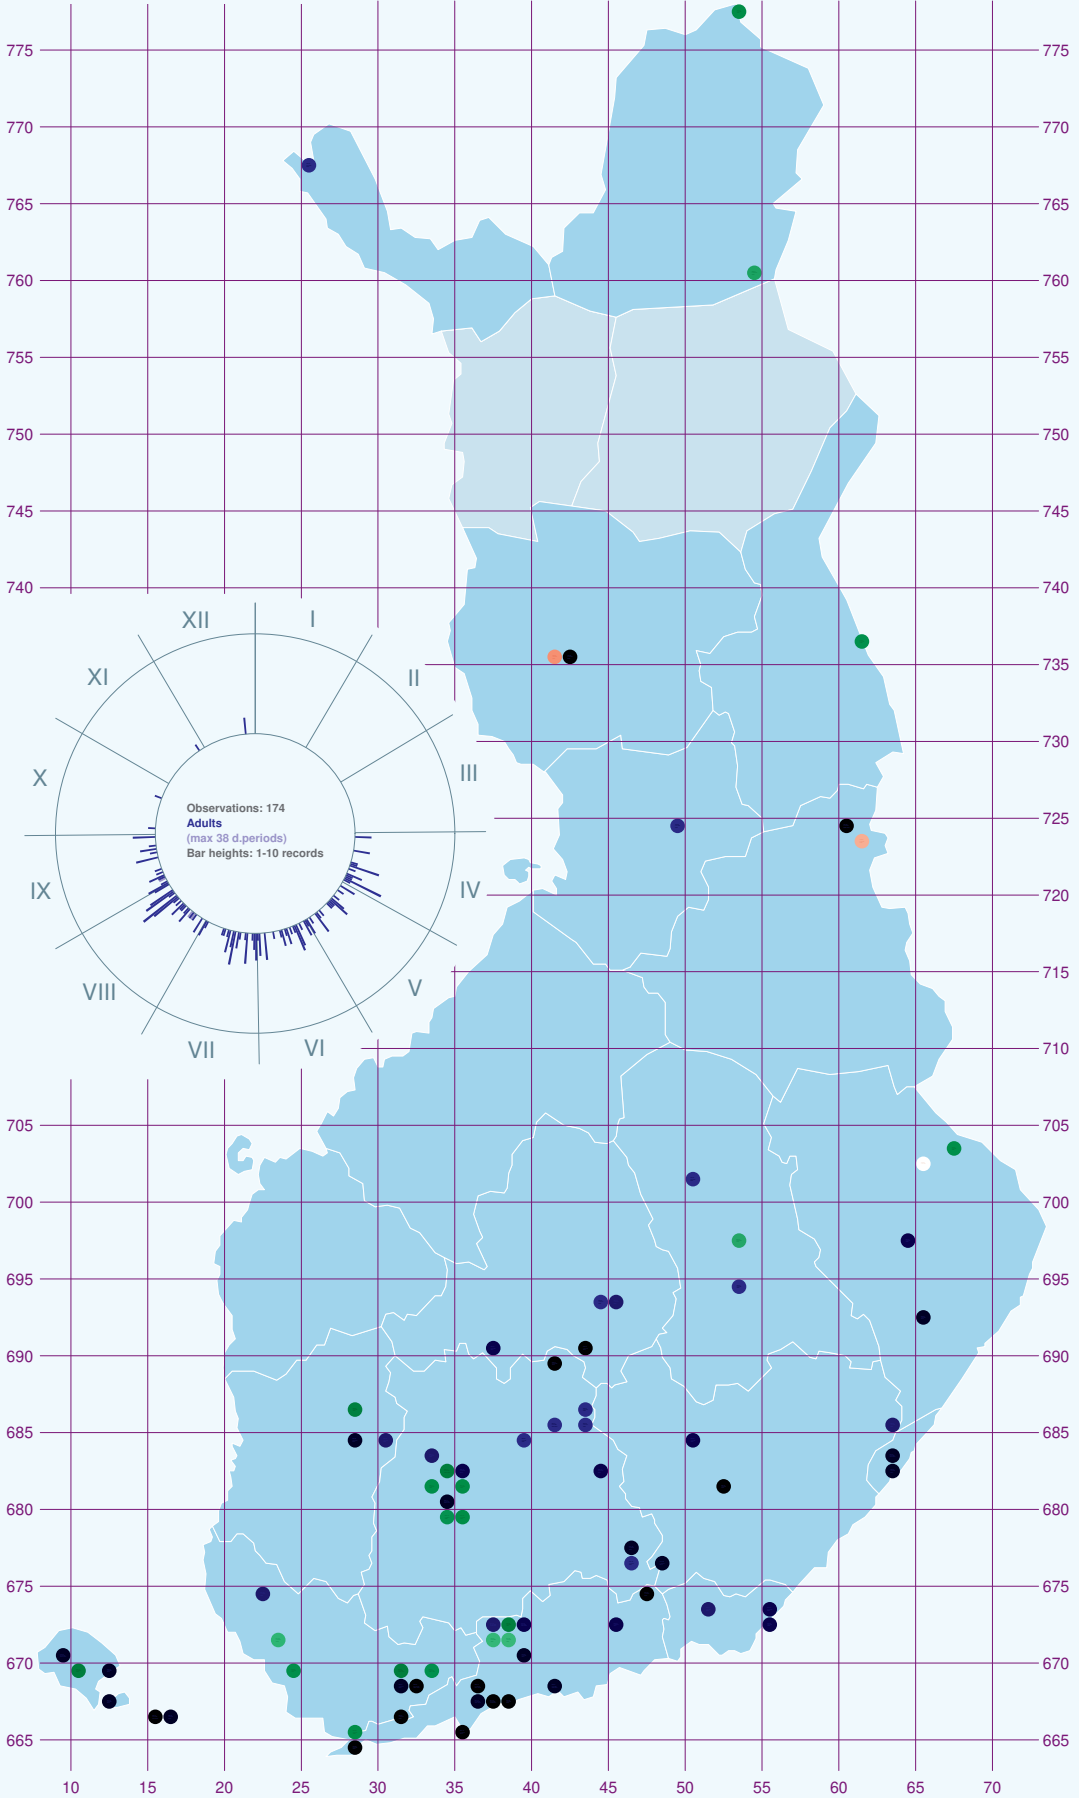 775 775
770 770
765 765
760 760
755 755
750 750
745 745
740 740
XII I
XI II
735 735
730 730
X III
Observations: 174
725 725
Adults
(max 38 d.periods)
Bar heights: 1-10 records
IX IV
720 720
715 715
VIII V
VII VI
710 710
705 705
700 700
695 695
690 690
685 685
680 680
675 675
670 670
665 665
10 15 20 25 30 35 40 45 50 55 60 65 70